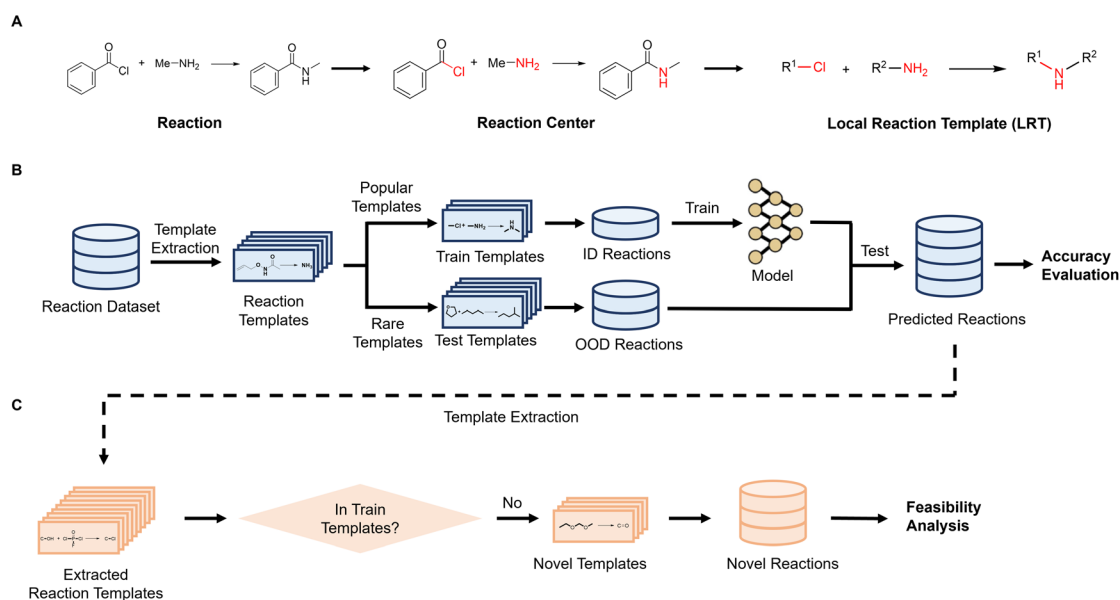 A
O
Cl
+ Me—NH₂
O
N
H
O
Cl
+ Me—NH₂
O
N
H
R¹—Cl + R²—NH₂
R¹ R²
N
H
Reaction
Reaction Center
Local Reaction Template (LRT)
B
Popular
Templates
Template
Extraction
Train
Train Templates
ID Reactions
Model
Test
Accuracy
Evaluation
Reaction Dataset
Reaction
Templates
Rare
Templates
Test Templates
OOD Reactions
Predicted Reactions
C
Template Extraction
In Train
Templates?
No
Feasibility
Analysis
Extracted
Reaction Templates
Novel Templates
Novel Reactions